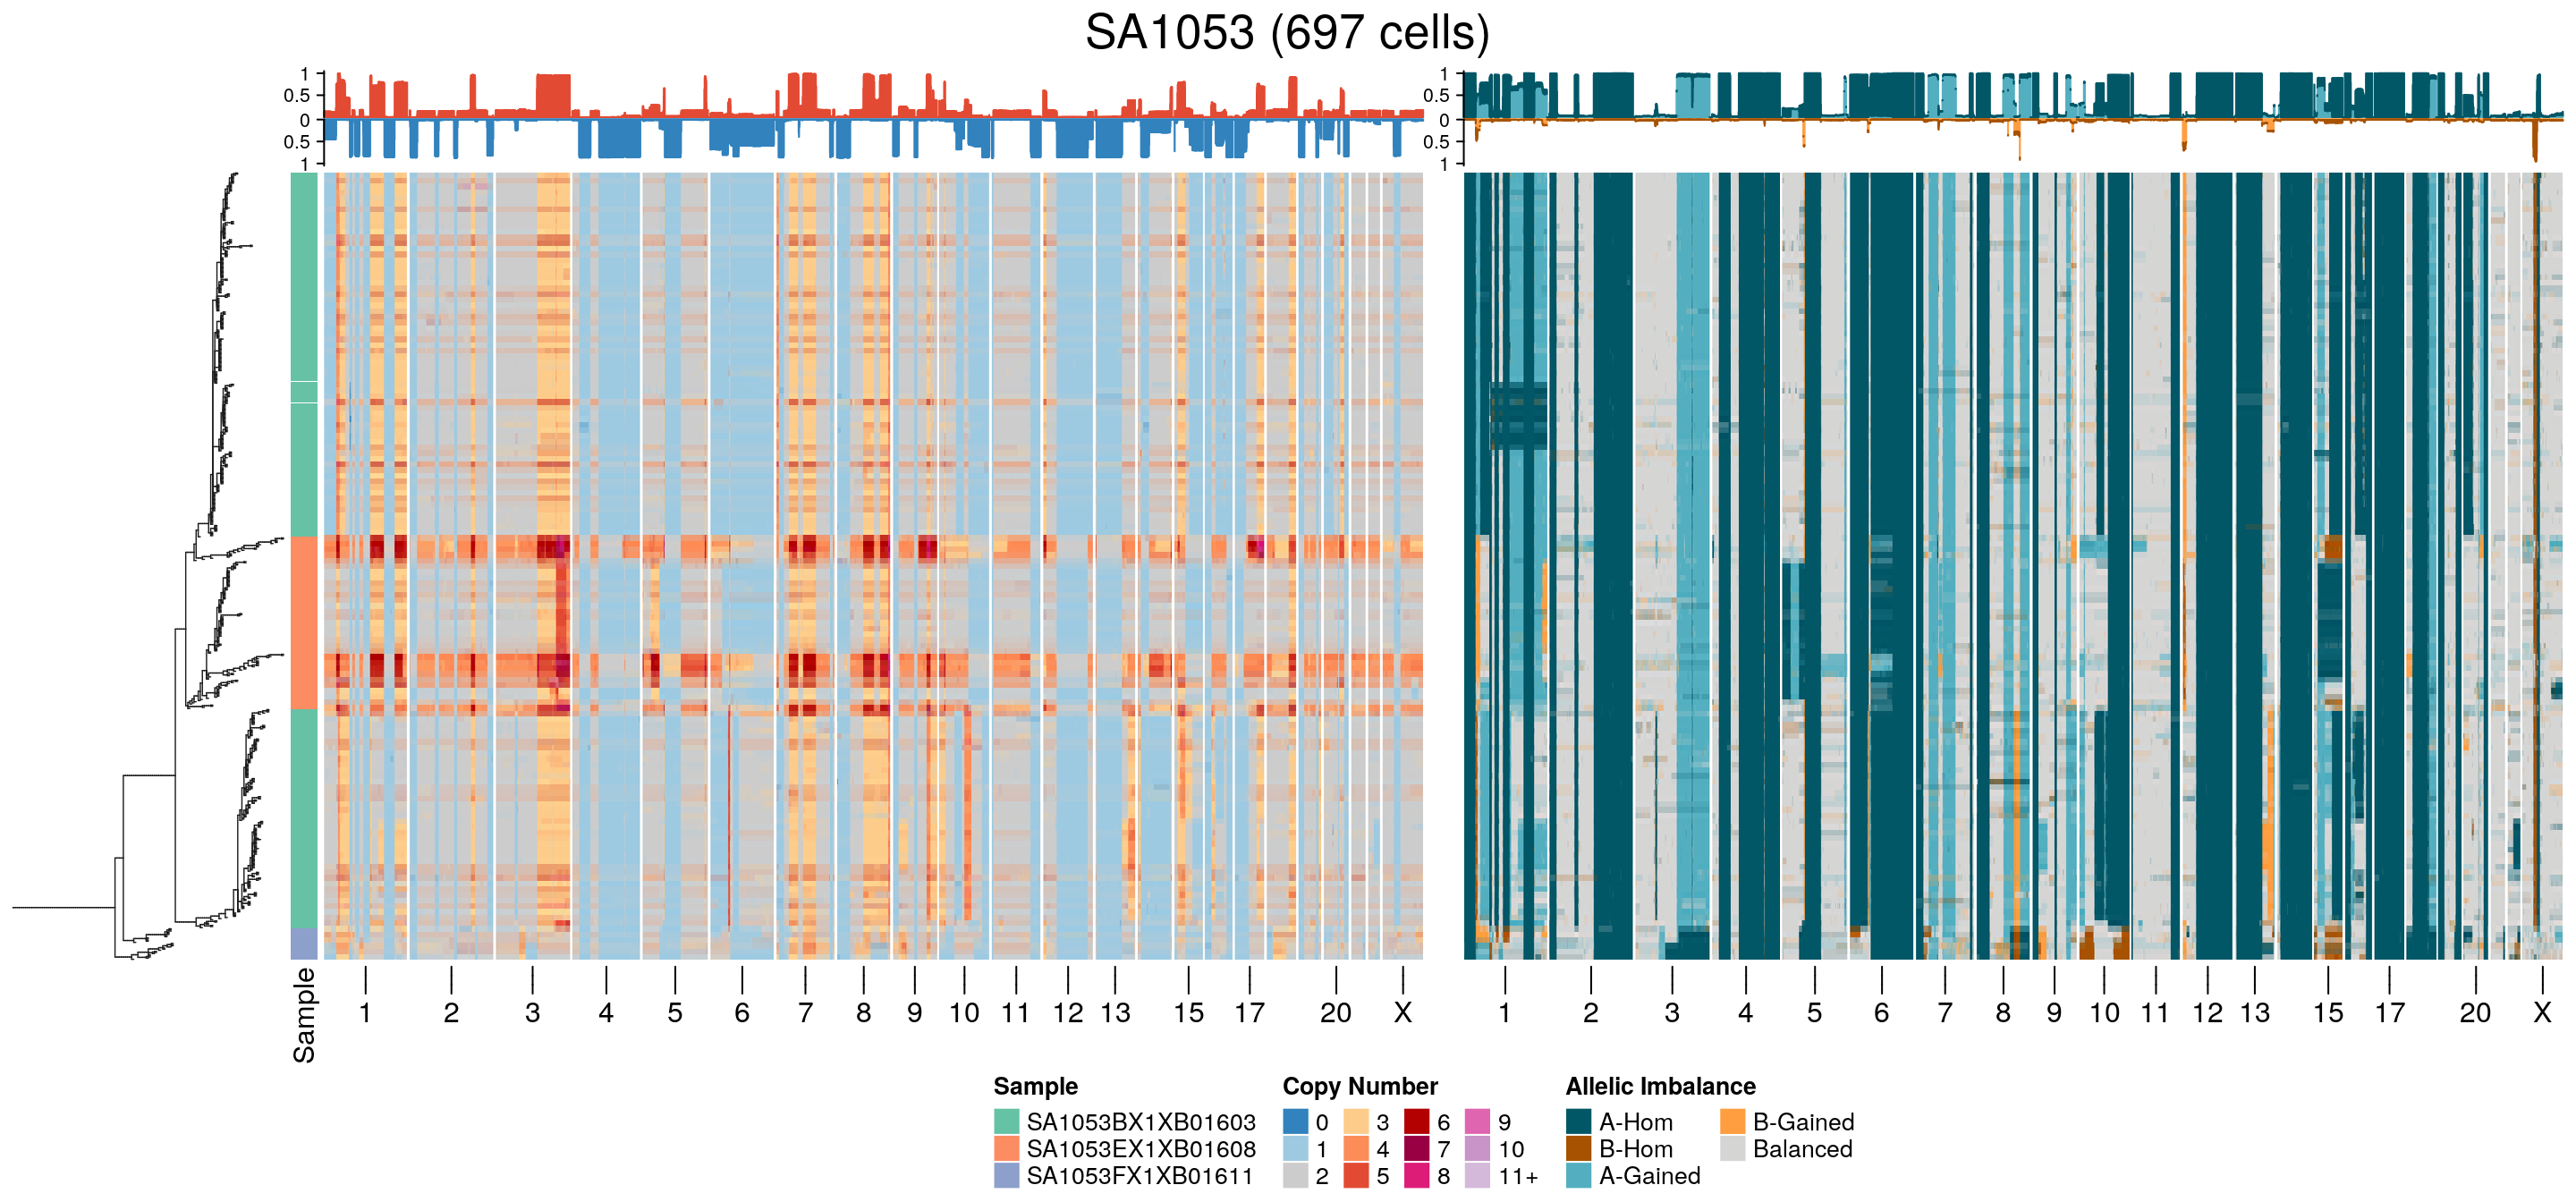 SA1053 (697 cells)
1
0.5
0
0.5
1
1
0.5
0
0.5
1
Sample
1 2 3 4 5 6 7 8 9 10 11 12 13 15 17 20 X
1 2 3 4 5 6 7 8 9 10 11 12 13 15 17 20 X
Sample
SA1053BX1XB01603
SA1053EX1XB01608
SA1053FX1XB01611
Copy Number
0 3 6 9
1 4 7 10
2 5 8 11+
Allelic Imbalance
A-Hom B-Gained
B-Hom Balanced
A-Gained